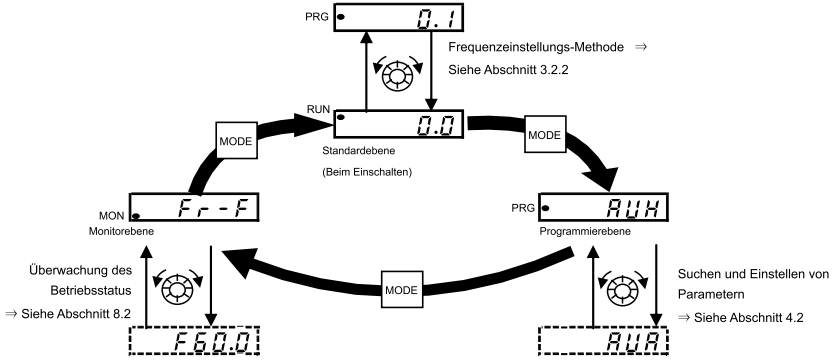 PRG
0.1
Frequenzeinstellungs-Methode ⇒
Siehe Abschnitt 3.2.2
RUN
0.0
MODE
MODE
Standardebene
(Beim Einschalten)
MON
Fr-F
PRG
AUH
Monitorebene
Programmierebene
Überwachung des
Betriebsstatus
⇒ Siehe Abschnitt 8.2
MODE
Suchen und Einstellen von
Parametern
⇒ Siehe Abschnitt 4.2
F60.0
AUA